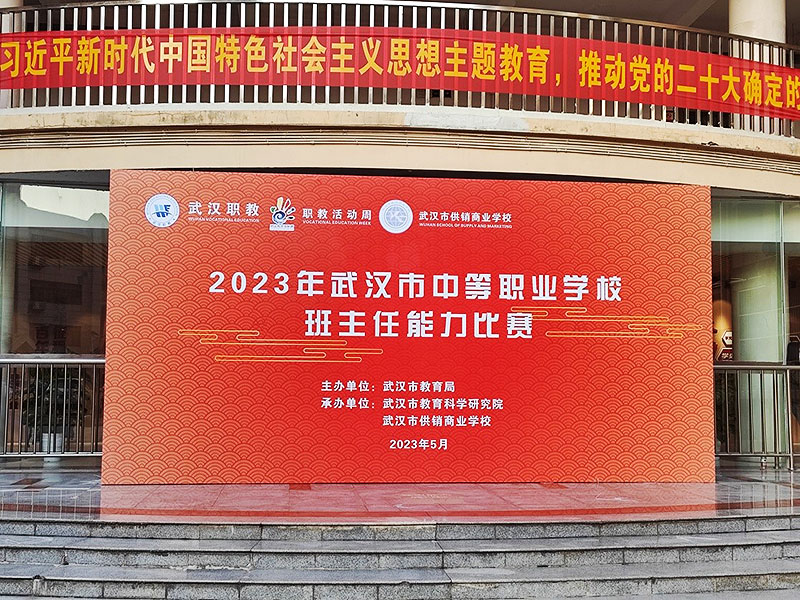 习近平新时代中国特色社会主义思想主题教育，推动党的二十大确定的
武汉职教
WUHAN VOCATIONAL EDUCATION
职教活动周
VOCATIONAL EDUCATION WEEK
武汉市供销商业学校
WUHAN SCHOOL OF SUPPLY AND MARKETING
2023年武汉市中等职业学校
班主任能力比赛
主办单位：武汉市教育局
承办单位：武汉市教育科学研究院
武汉市供销商业学校
2023年5月